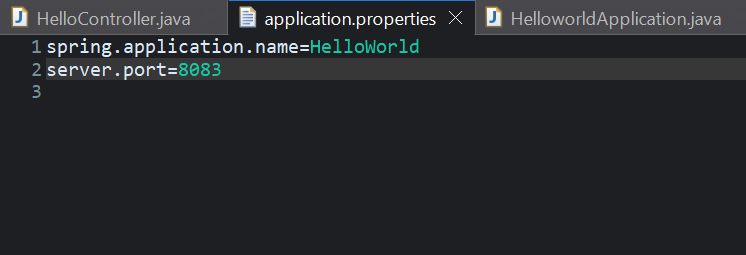 HelloController.java
application.properties
HelloworldApplication.java
1 spring.application.name=HelloWorld
2 server.port=8083
3